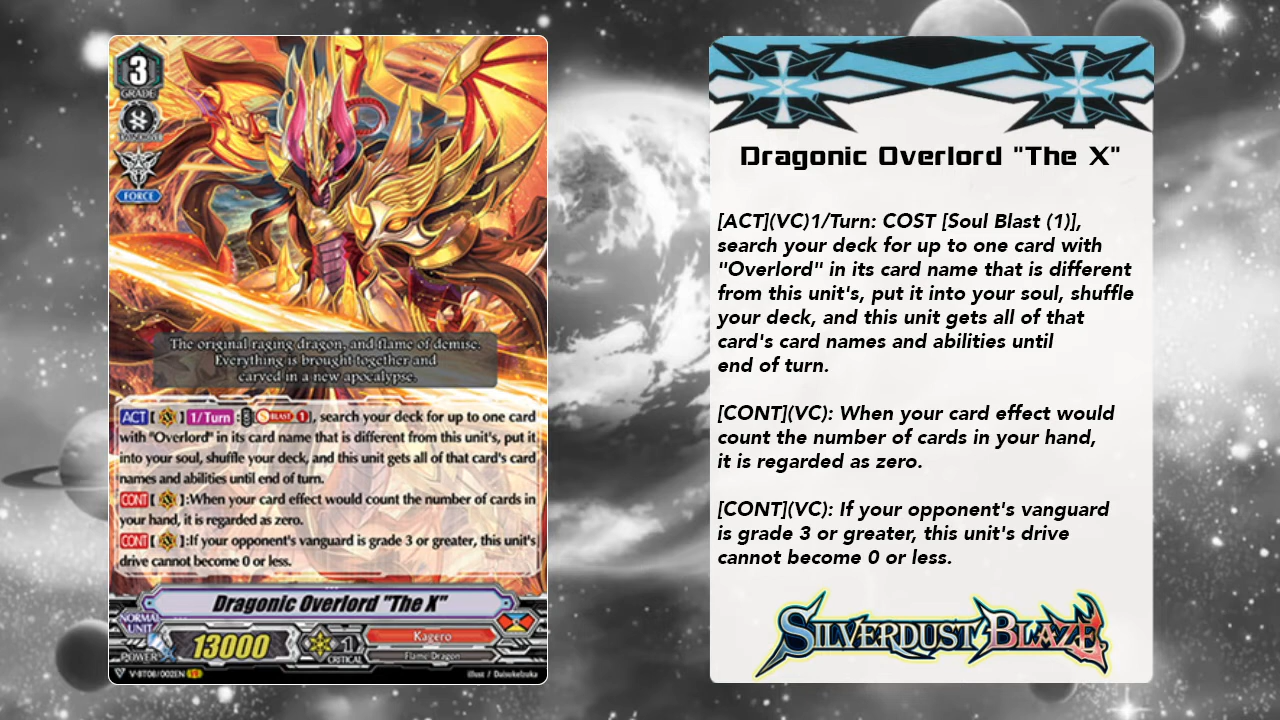 3
GRADE
FORCE
The original raging dragon, and flame of demise.
Everything is brought together and
carved in a new apocalypse.
ACT [ ] 1/Turn : [ BLAST 1 ], search your deck for up to one card
with "Overlord" in its card name that is different from this unit's, put it
into your soul, shuffle your deck, and this unit gets all of that card's card
names and abilities until end of turn.
CONT [ ]:When your card effect would count the number of cards in
your hand, it is regarded as zero.
CONT [ ]:If your opponent's vanguard is grade 3 or greater, this unit's
drive cannot become 0 or less.
Dragonic Overlord "The X"
NORMAL
UNIT
POWER 13000
1
CRITICAL
Kagero
Flame Dragon
V-BT06/002EN
illust / DaisukeIzuka
Dragonic Overlord "The X"
[ACT](VC)1/Turn: COST [Soul Blast (1)],
search your deck for up to one card with
"Overlord" in its card name that is different
from this unit's, put it into your soul, shuffle
your deck, and this unit gets all of that
card's card names and abilities until
end of turn.
[CONT](VC): When your card effect would
count the number of cards in your hand,
it is regarded as zero.
[CONT](VC): If your opponent's vanguard
is grade 3 or greater, this unit's drive
cannot become 0 or less.
SILVERDUST BLAZE